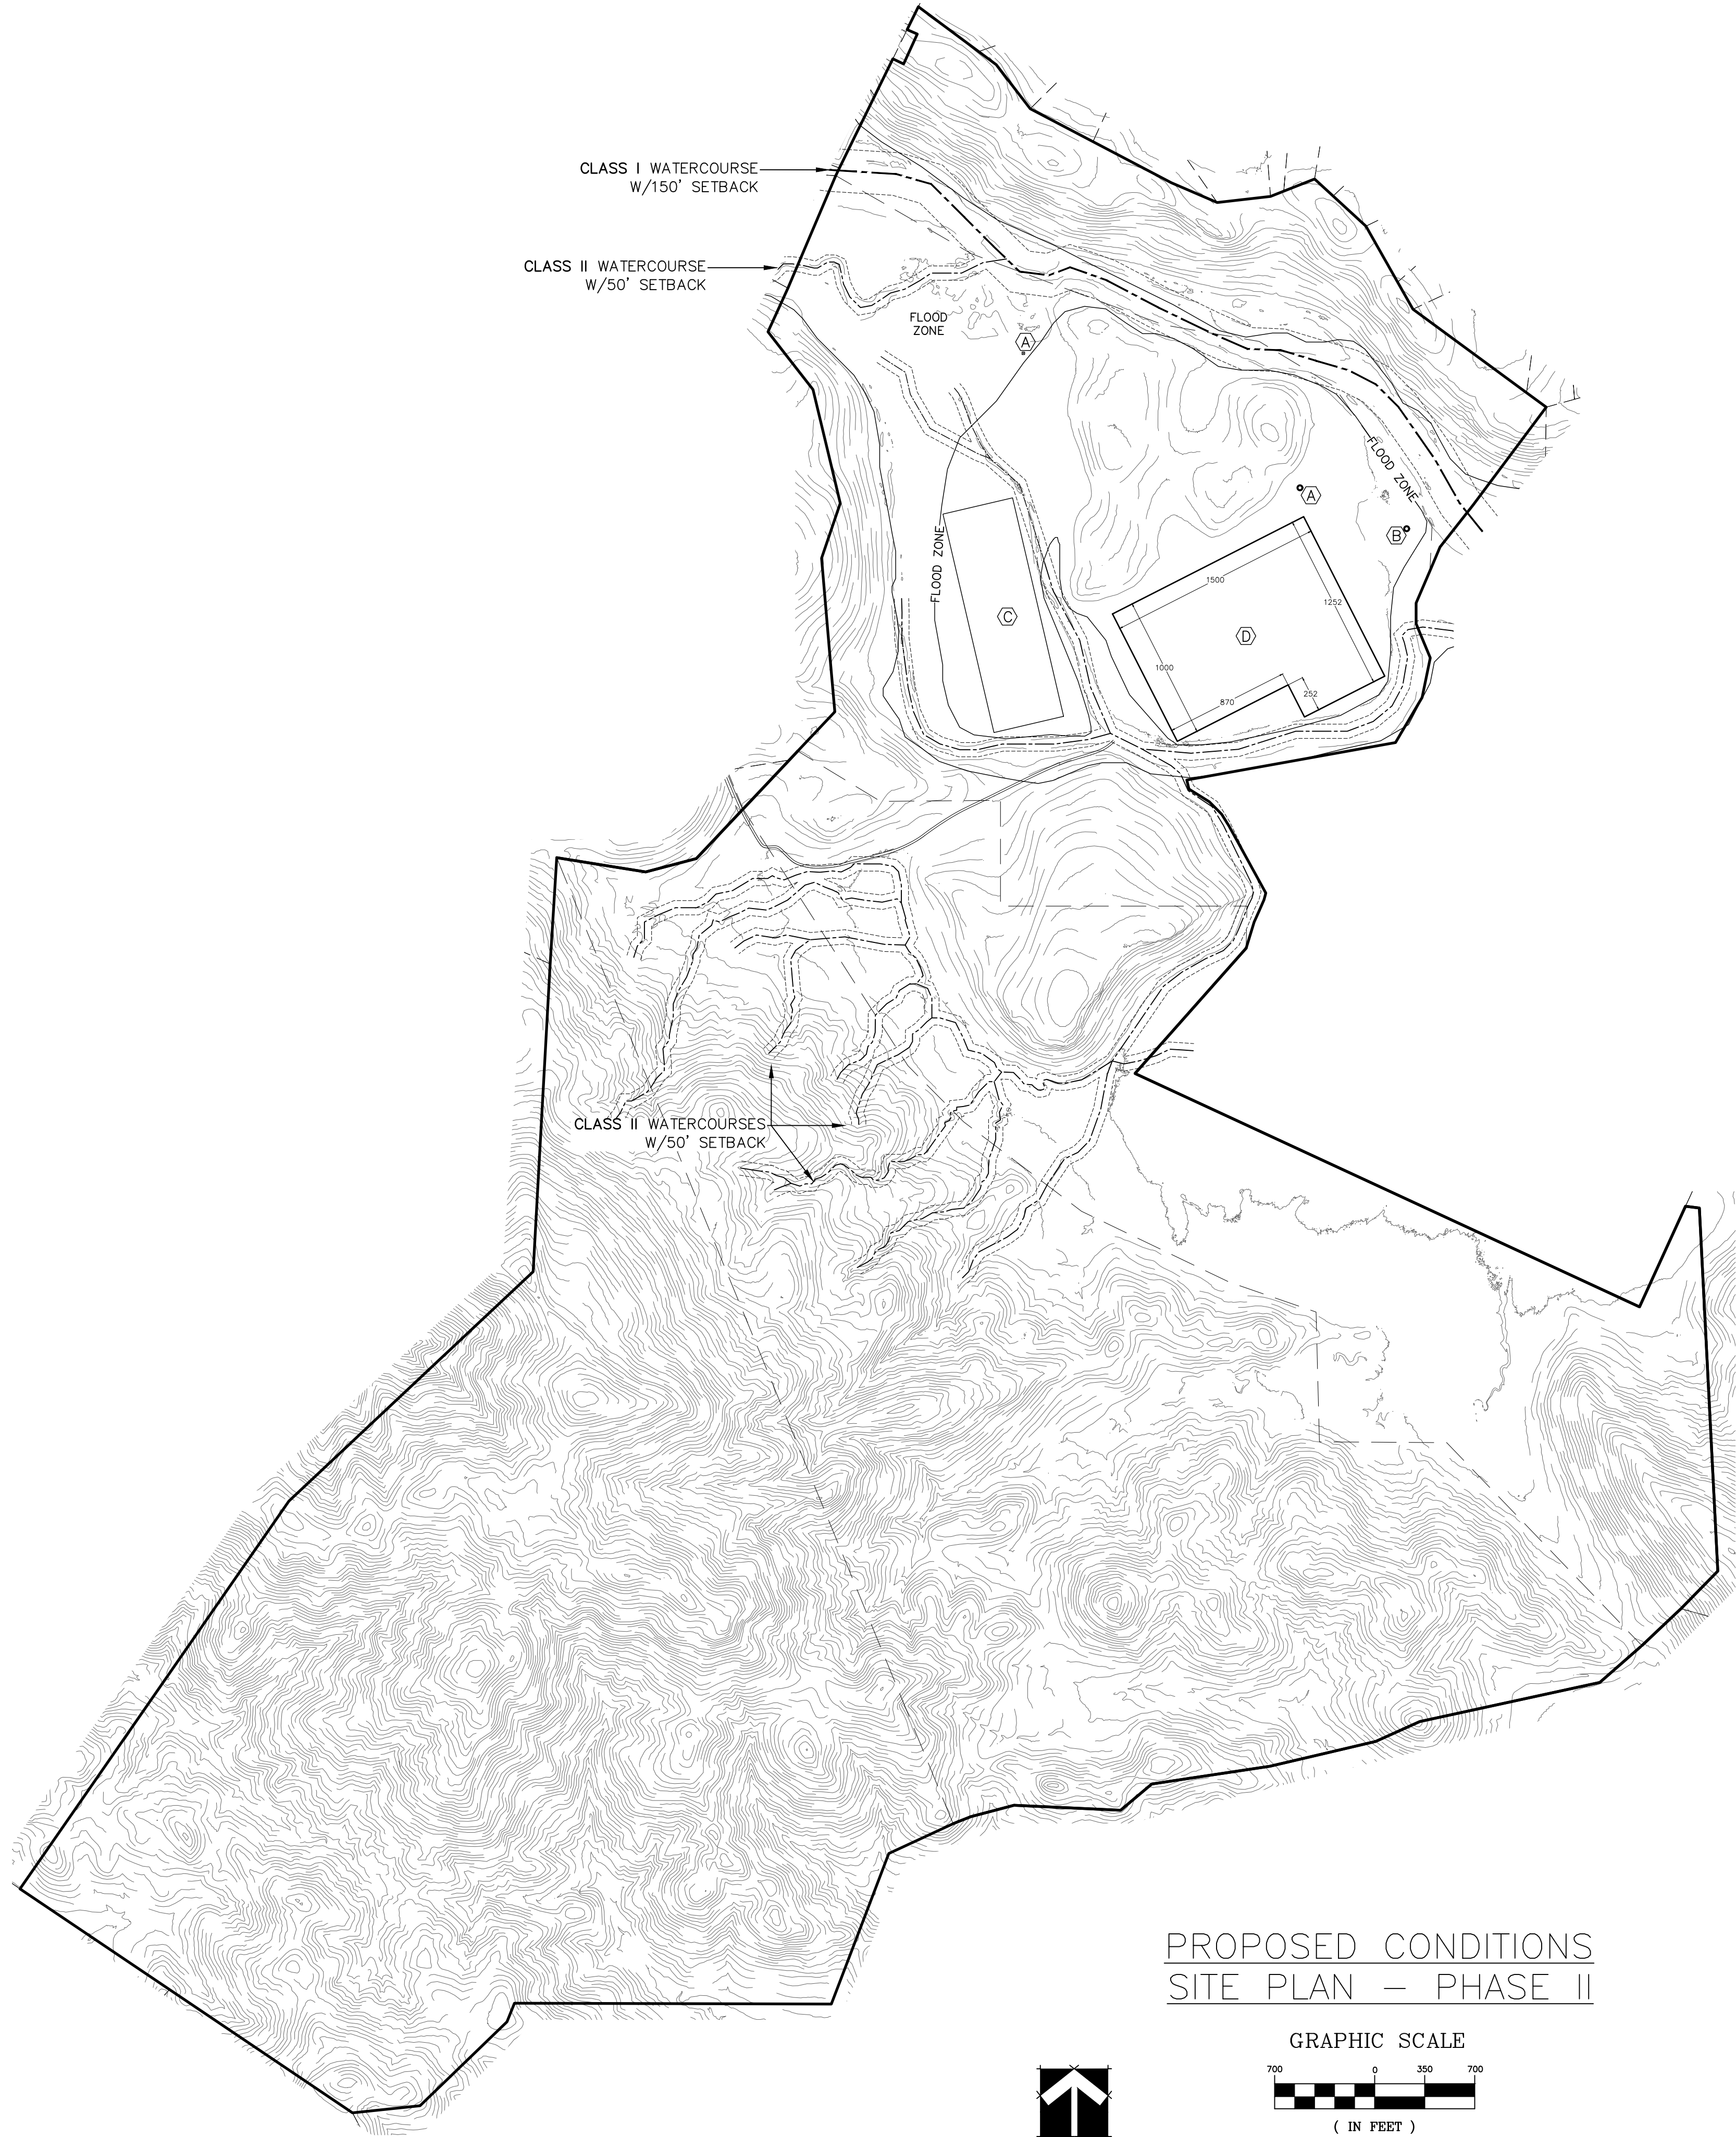 CLASS I WATERCOURSE
W/150' SETBACK
CLASS II WATERCOURSE
W/50' SETBACK
FLOOD
ZONE
A
FLOOD ZONE
A
B
FLOOD ZONE
1500
1252
C
D
1000
870
252
CLASS II WATERCOURSES
W/50' SETBACK
PROPOSED CONDITIONS
SITE PLAN – PHASE II
GRAPHIC SCALE
700 0 350 700
( IN FEET )